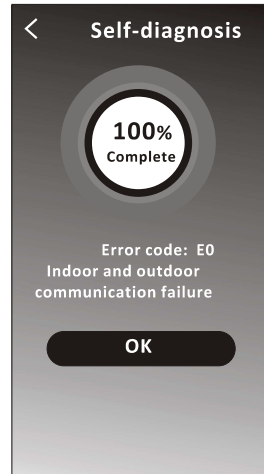 Self-diagnosis
100%
Complete
Error code: E0
Indoor and outdoor
communication failure
OK